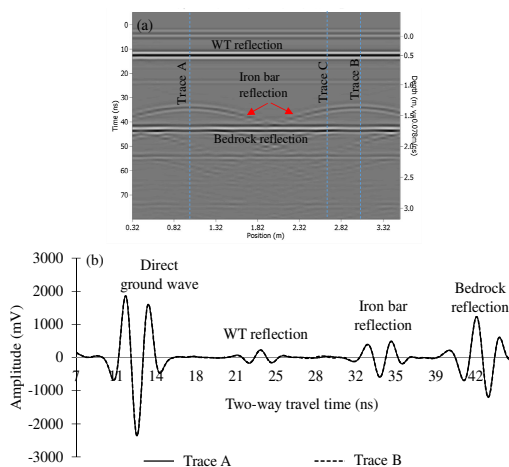 (a)
0
10
20
30
40
50
60
70
Time (ns)
WT reflection
Iron bar
reflection
Bedrock reflection
Trace A
Trace C
Trace B
0.0
0.5
1.0
1.5
2.0
2.5
3.0
Depth (m, v=0.078m/ns)
0.32 0.82 1.32 1.82 2.32 2.82 3.32
Position (m)
(b)
3000
2000
1000
0
-1000
-2000
-3000
Amplitude (mV)
Direct
ground wave
WT reflection
Iron bar
reflection
Bedrock
reflection
7 11 14 18 21 25 28 32 35 39 42
Two-way travel time (ns)
Trace A Trace B